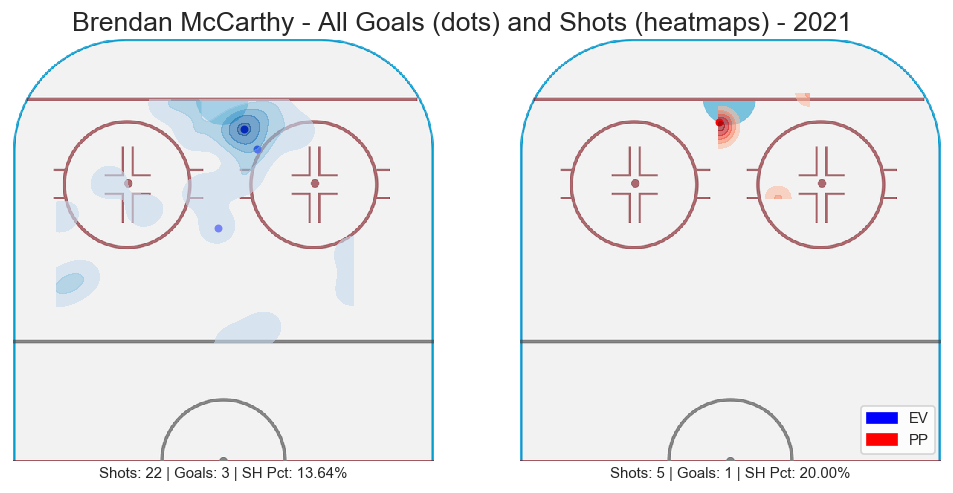 Brendan McCarthy - All Goals (dots) and Shots (heatmaps) - 2021
EV
PP
Shots: 22 | Goals: 3 | SH Pct: 13.64%
Shots: 5 | Goals: 1 | SH Pct: 20.00%